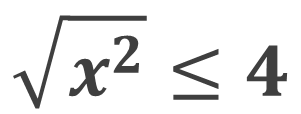 √x² ≤ 4